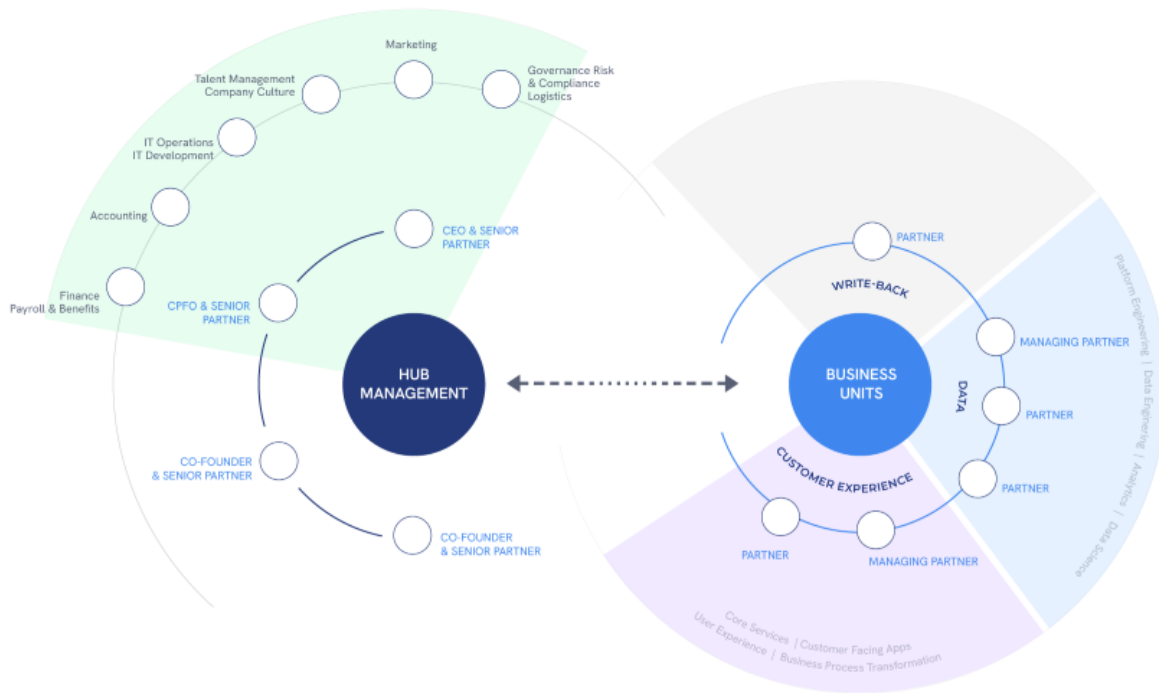 Marketing
Governance Risk
& Compliance
Logistics
Talent Management
Company Culture
IT Operations
IT Development
Accounting
Finance
Payroll & Benefits
CEO & SENIOR
PARTNER
CPFO & SENIOR
PARTNER
HUB
MANAGEMENT
CO-FOUNDER
& SENIOR PARTNER
CO-FOUNDER
& SENIOR PARTNER
PARTNER
WRITE-BACK
BUSINESS
UNITS
MANAGING PARTNER
DATA
PARTNER
PARTNER
CUSTOMER EXPERIENCE
PARTNER
MANAGING PARTNER
Platform Engineering | Data Enghering | Analytics | Data Science
Core Services | Customer Facing Apps
User Experience | Business Process Transformation